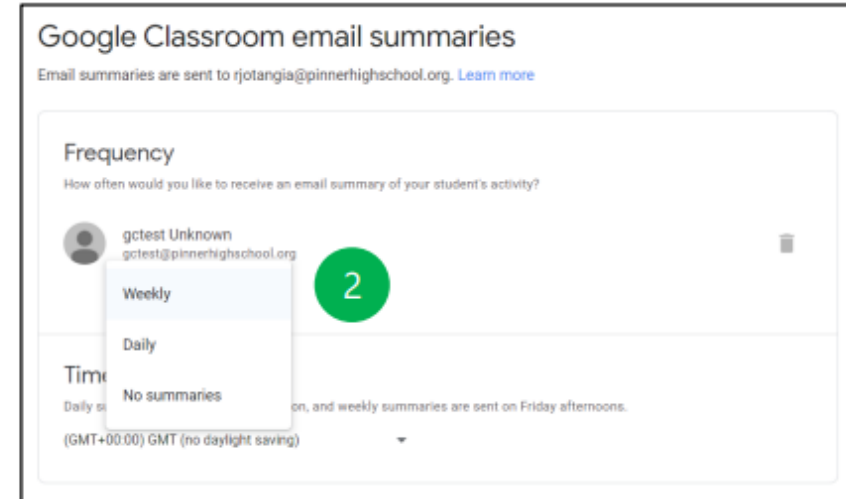 Google Classroom email summaries
Email summaries are sent to rjotangia@pinnerhighschool.org. Learn more
Frequency
How often would you like to receive an email summary of your student's activity?
gctest Unknown
gctest@pinnerhighschool.org
Weekly
2
Daily
Time
No summaries
Daily on, and weekly summaries are sent on Friday afternoons.
(GMT+00:00) GMT (no daylight saving)